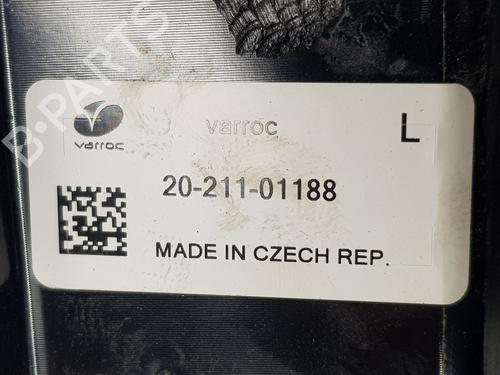 varroc
varroc
L
20-211-01188
MADE IN CZECH REP.
B-PARTS